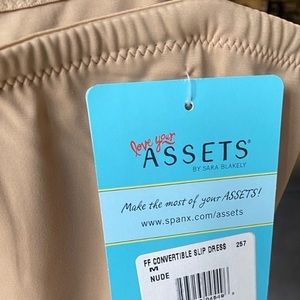 love your
ASSETS®
BY SARA BLAKELY
Make the most of your ASSETS!
www.spanx.com/assets
FF CONVERTIBLE SLIP DRESS 257
M
NUDE